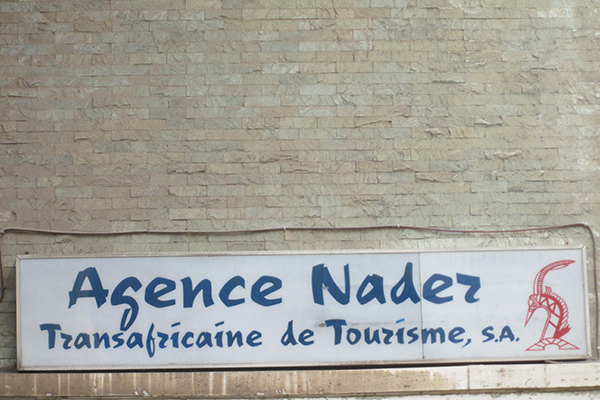 Agence Nader
Transafricaine de Tourisme, S.A.